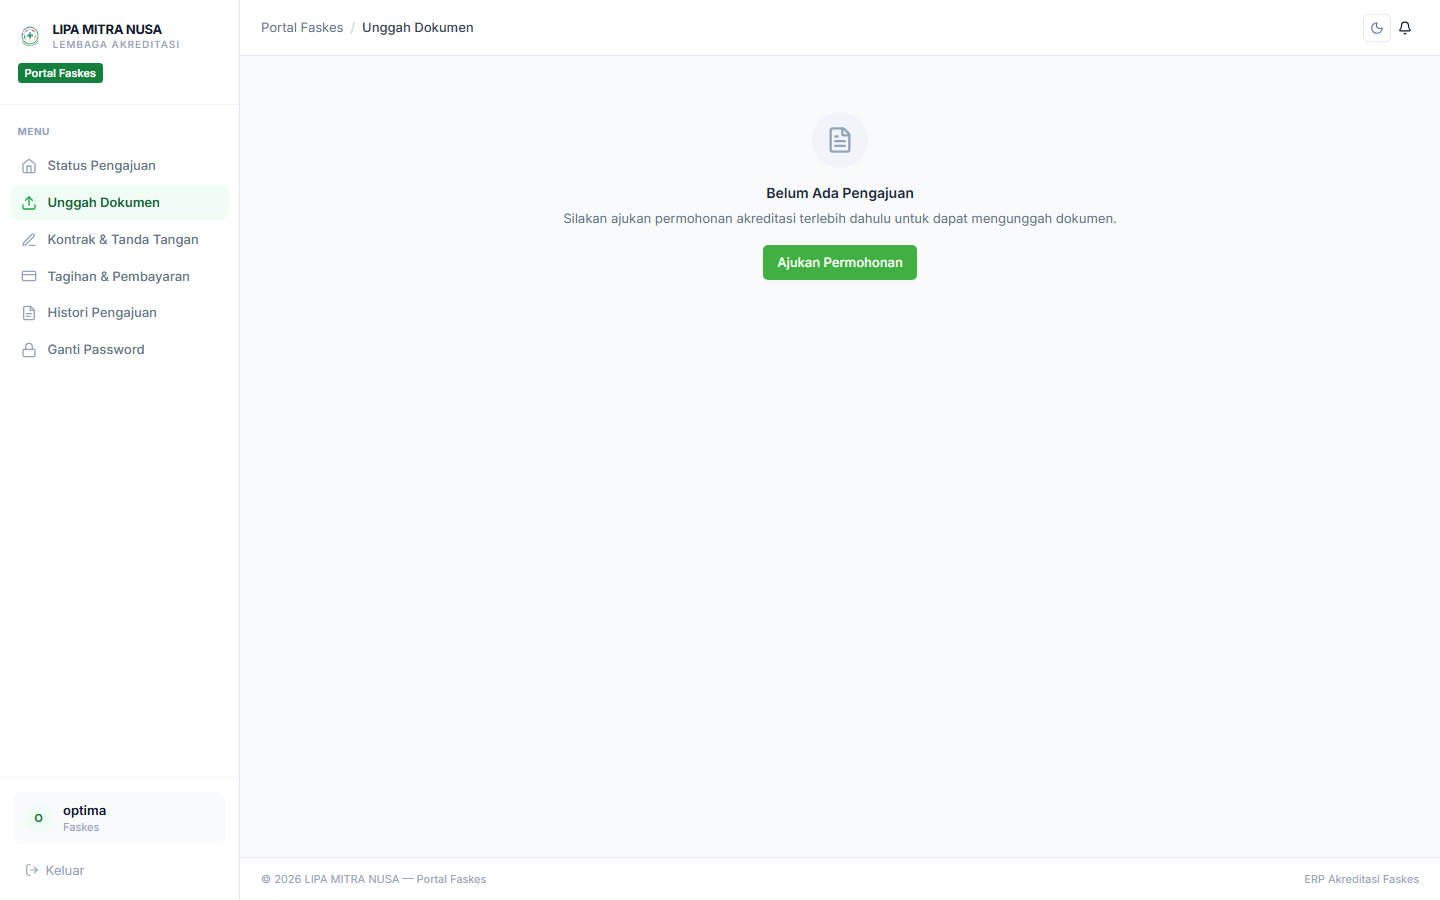 LIPA MITRA NUSA
LEMBAGA AKREDITASI
Portal Faskes
MENU
Status Pengajuan
Unggah Dokumen
Kontrak & Tanda Tangan
Tagihan & Pembayaran
Histori Pengajuan
Ganti Password
O
optima
Faskes
Keluar
Portal Faskes / Unggah Dokumen
Belum Ada Pengajuan
Silakan ajukan permohonan akreditasi terlebih dahulu untuk dapat mengunggah dokumen.
Ajukan Permohonan
© 2026 LIPA MITRA NUSA — Portal Faskes
ERP Akreditasi Faskes